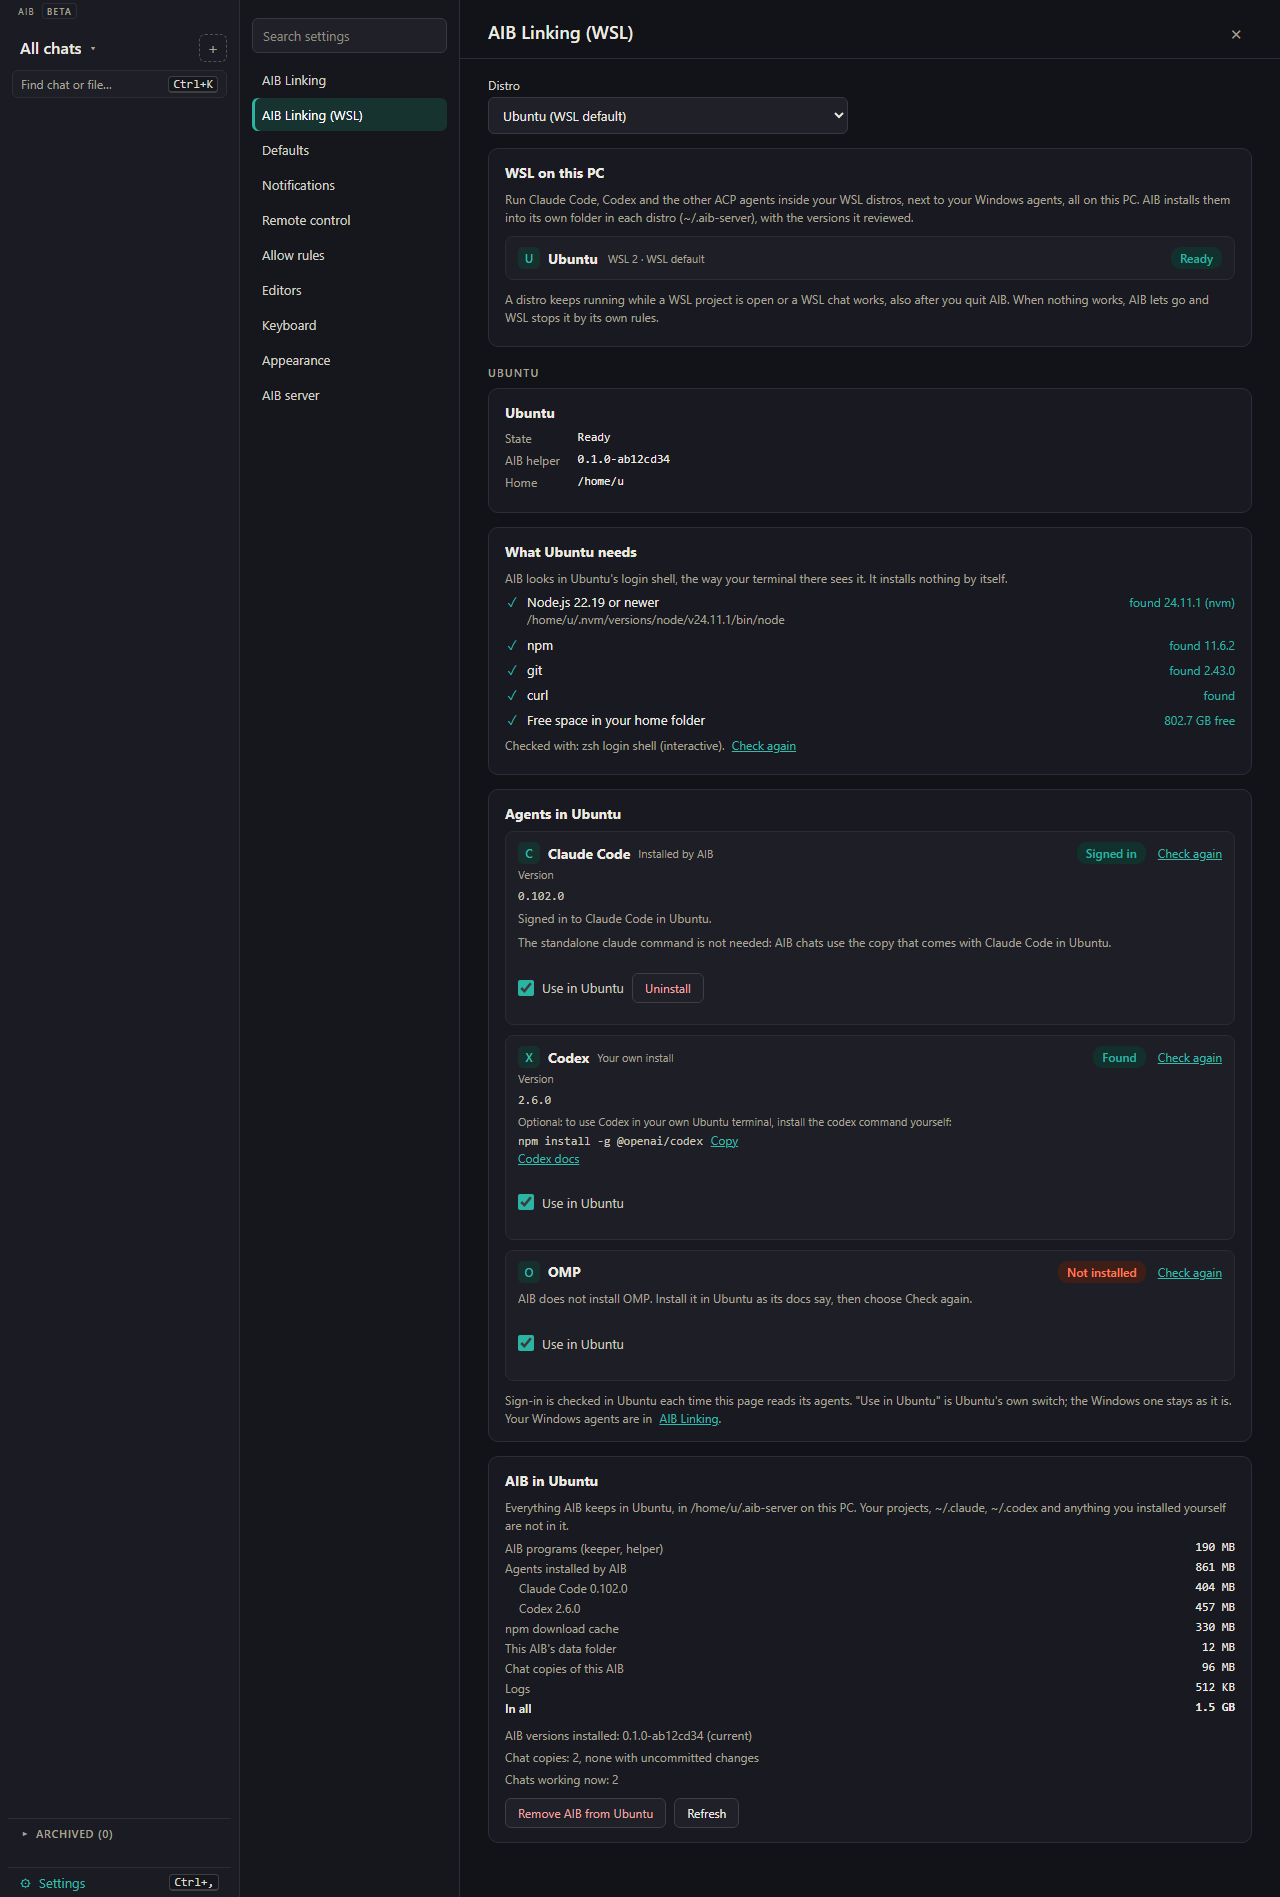 AIB BETA
All chats
+
Find chat or file... Ctrl+K
ARCHIVED (0)
Settings Ctrl+,
Search settings
AIB Linking
AIB Linking (WSL)
Defaults
Notifications
Remote control
Allow rules
Editors
Keyboard
Appearance
AIB server
AIB Linking (WSL)
Distro
Ubuntu (WSL default)
WSL on this PC
Run Claude Code, Codex and the other ACP agents inside your WSL distros, next to your Windows agents, all on this PC. AIB installs them
into its own folder in each distro (~/.aib-server), with the versions it reviewed.
U Ubuntu WSL 2 · WSL default Ready
A distro keeps running while a WSL project is open or a WSL chat works, also after you quit AIB. When nothing works, AIB lets go and
WSL stops it by its own rules.
UBUNTU
Ubuntu
State Ready
AIB helper 0.1.0-ab12cd34
Home /home/u
What Ubuntu needs
AIB looks in Ubuntu's login shell, the way your terminal there sees it. It installs nothing by itself.
✓ Node.js 22.19 or newer found 24.11.1 (nvm)
/home/u/.nvm/versions/node/v24.11.1/bin/node
✓ npm found 11.6.2
✓ git found 2.43.0
✓ curl found
✓ Free space in your home folder 802.7 GB free
Checked with: zsh login shell (interactive). Check again
Agents in Ubuntu
C Claude Code Installed by AIB Signed in Check again
Version
0.102.0
Signed in to Claude Code in Ubuntu.
The standalone claude command is not needed: AIB chats use the copy that comes with Claude Code in Ubuntu.
Use in Ubuntu Uninstall
X Codex Your own install Found Check again
Version
2.6.0
Optional: to use Codex in your own Ubuntu terminal, install the codex command yourself:
npm install -g @openai/codex Copy
Codex docs
Use in Ubuntu
O OMP Not installed Check again
AIB does not install OMP. Install it in Ubuntu as its docs say, then choose Check again.
Use in Ubuntu
Sign-in is checked in Ubuntu each time this page reads its agents. "Use in Ubuntu" is Ubuntu's own switch; the Windows one stays as it is.
Your Windows agents are in AIB Linking.
AIB in Ubuntu
Everything AIB keeps in Ubuntu, in /home/u/.aib-server on this PC. Your projects, ~/.claude, ~/.codex and anything you installed yourself
are not in it.
AIB programs (keeper, helper) 190 MB
Agents installed by AIB 861 MB
Claude Code 0.102.0 404 MB
Codex 2.6.0 457 MB
npm download cache 330 MB
This AIB's data folder 12 MB
Chat copies of this AIB 96 MB
Logs 512 KB
In all 1.5 GB
AIB versions installed: 0.1.0-ab12cd34 (current)
Chat copies: 2, none with uncommitted changes
Chats working now: 2
Remove AIB from Ubuntu Refresh